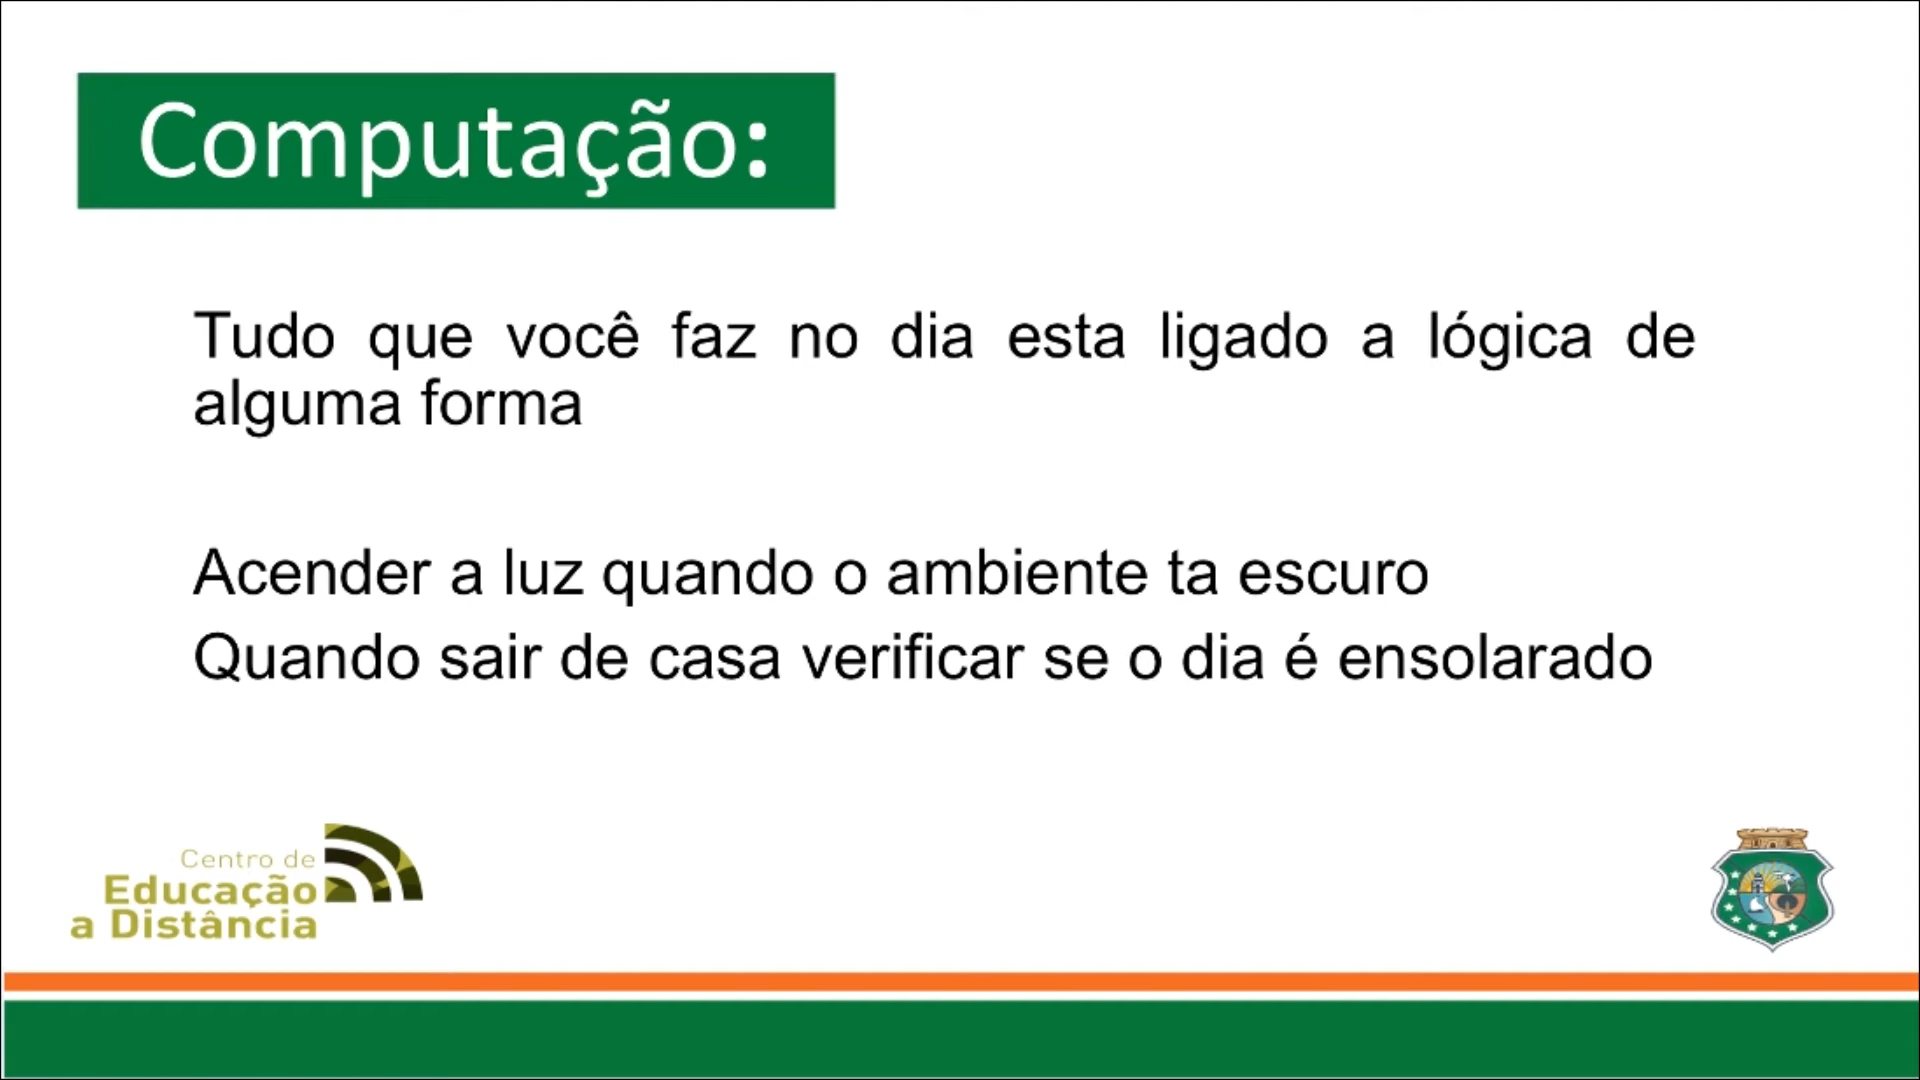 Computação:
Tudo que você faz no dia esta ligado a lógica de
alguma forma
Acender a luz quando o ambiente ta escuro
Quando sair de casa verificar se o dia é ensolarado
Centro de
Educação
a Distância